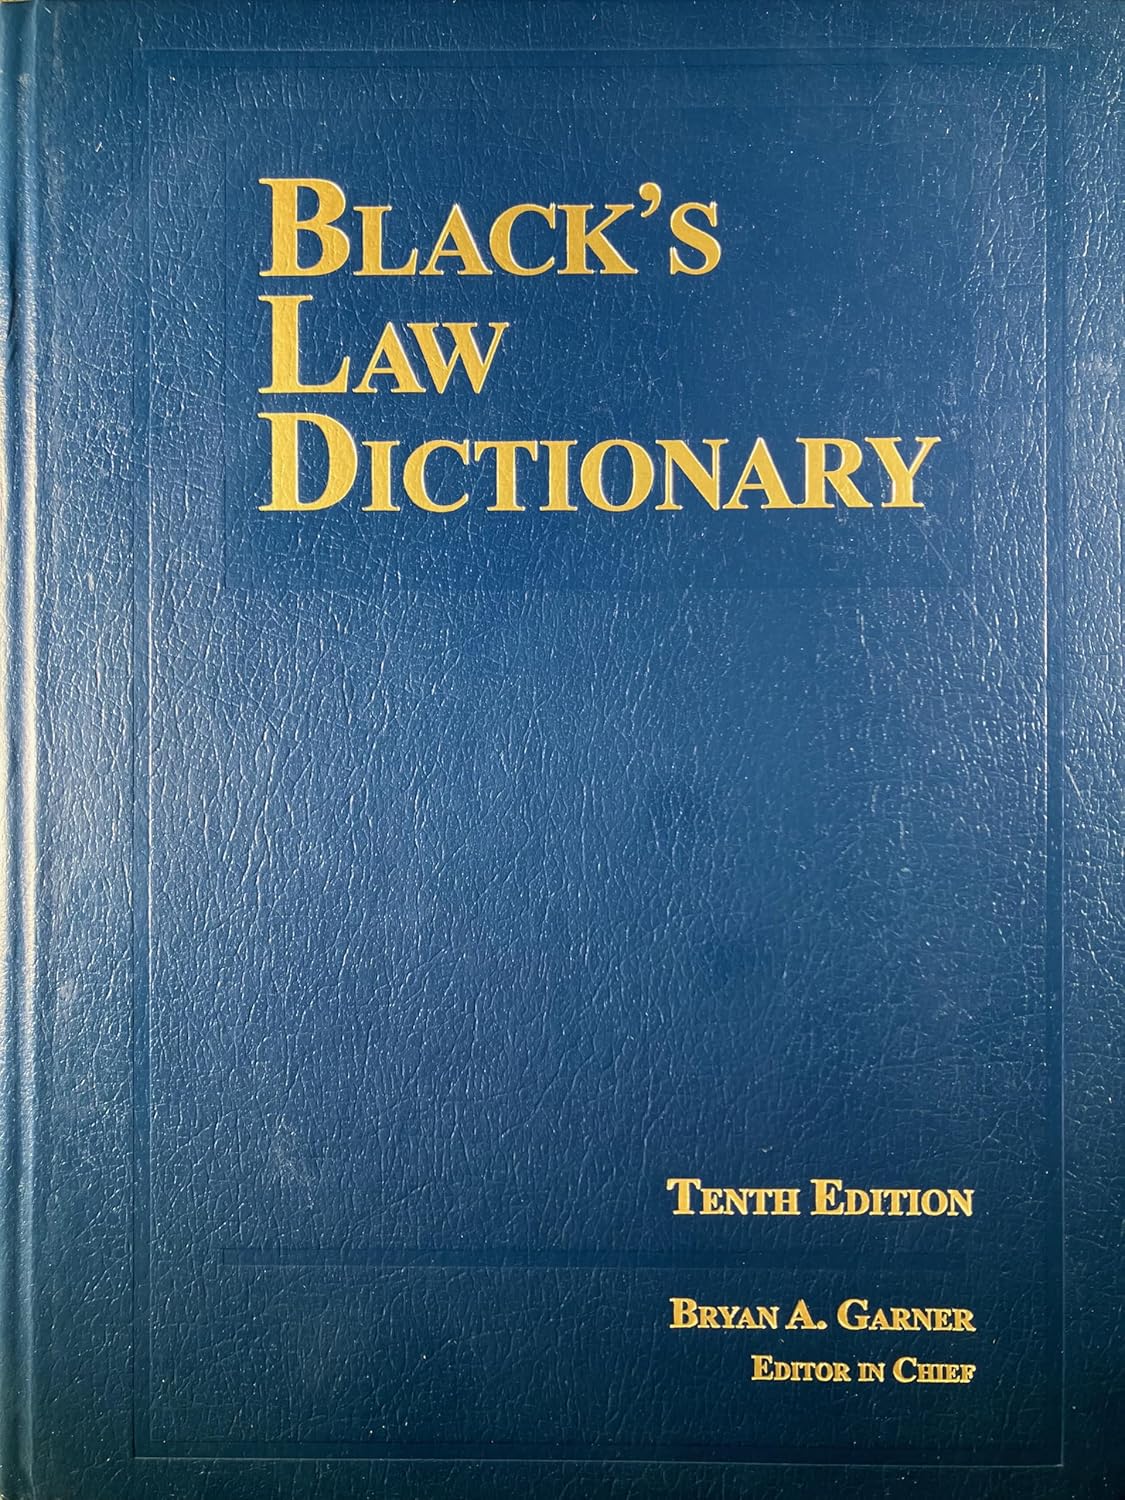 BLACK'S
LAW
DICTIONARY
TENTH EDITION
BRYAN A. GARNER
EDITOR IN CHIEF